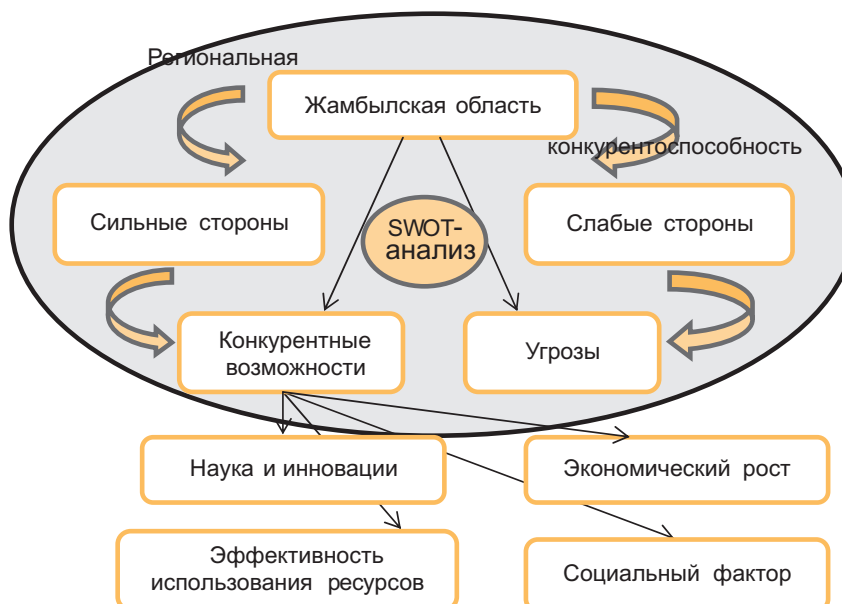 Региональная
Жамбылская область
конкурентоспособность
Сильные стороны
SWOT-
анализ
Слабые стороны
Конкурентные
возможности
Угрозы
Наука и инновации
Экономический рост
Эффективность
использования ресурсов
Социальный фактор